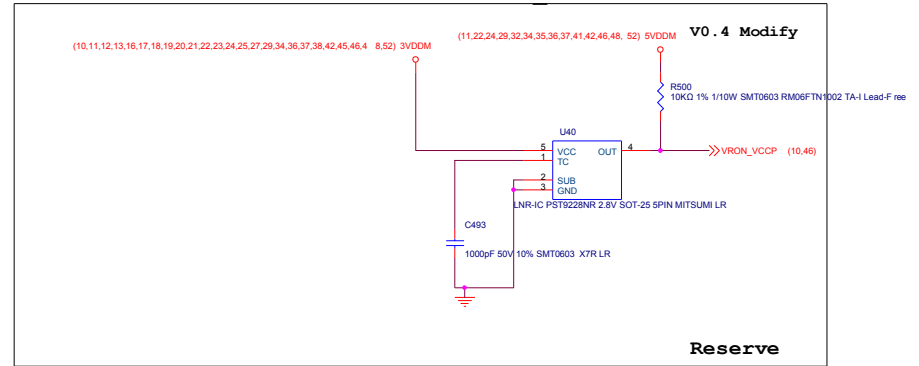 V0.4 Modify
(11,22,24,29,32,34,35,36,37,41,42,46,48, 52) 5VDDM
(10,11,12,13,16,17,18,19,20,21,22,23,24,25,27,29,34,36,37,38,42,45,46,4 8,52) 3VDDM
R500
10KΩ 1% 1/10W SMT0603 RM06FTN1002 TA-I Lead-F ree
U40
5 VCC OUT 4
1 TC
VRON_VCCP (10,46)
2 SUB
3 GND
LNR-IC PST9228NR 2.8V SOT-25 5PIN MITSUMI LR
C493
1000pF 50V 10% SMT0603 X7R LR
Reserve